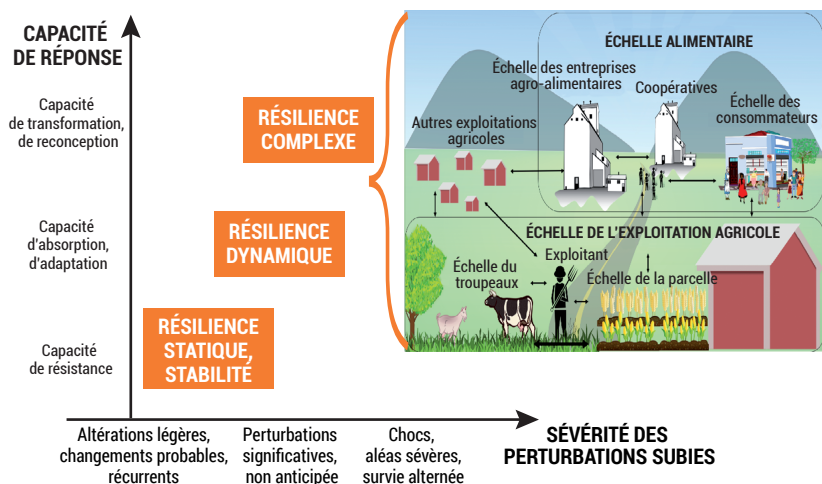 CAPACITÉ
DE RÉPONSE
Capacité
de transformation,
de reconception
Capacité
d'absorption,
d'adaptation
Capacité
de résistance
RÉSILIENCE
COMPLEXE
RÉSILIENCE
DYNAMIQUE
RÉSILIENCE
STATIQUE,
STABILITÉ
ÉCHELLE ALIMENTAIRE
Échelle des entreprises
agro-alimentaires
Coopératives
Échelle des
consommateurs
Autres exploitations
agricoles
ÉCHELLE DE L'EXPLOITATION AGRICOLE
Exploitant
Échelle du
troupeaux
Échelle de la parcelle
Altérations légères,
changements probables,
récurrents
Perturbations
significatives,
non anticipée
Chocs,
aléas sévères,
survie alternée
SÉVÉRITÉ DES
PERTURBATIONS SUBIES